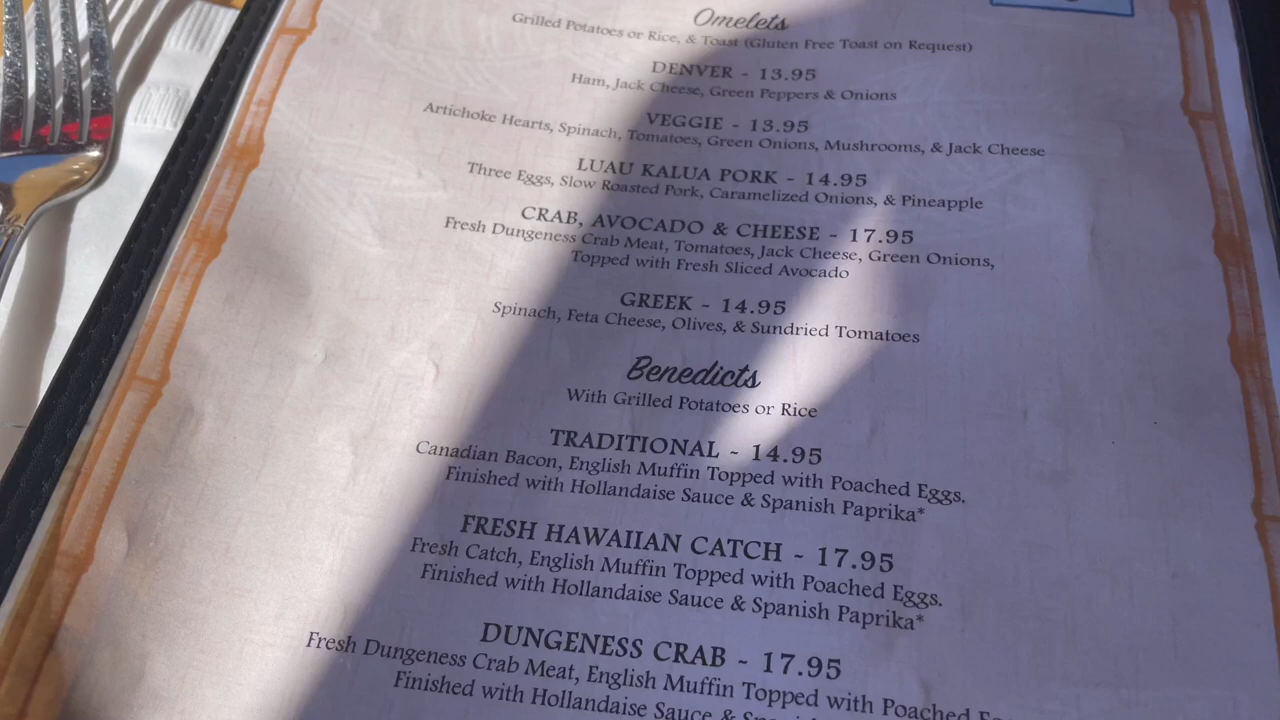 Omelets
Grilled Potatoes or Rice, & Toast (Gluten Free Toast on Request)
DENVER - 13.95
Ham, Jack Cheese, Green Peppers & Onions
VEGGIE - 13.95
Artichoke Hearts, Spinach, Tomatoes, Green Onions, Mushrooms, & Jack Cheese
LUAU KALUA PORK - 14.95
Three Eggs, Slow Roasted Pork, Caramelized Onions, & Pineapple
CRAB, AVOCADO & CHEESE - 17.95
Fresh Dungeness Crab Meat, Tomatoes, Jack Cheese, Green Onions,
Topped with Fresh Sliced Avocado
GREEK - 14.95
Spinach, Feta Cheese, Olives, & Sundried Tomatoes
Benedicts
With Grilled Potatoes or Rice
TRADITIONAL - 14.95
Canadian Bacon, English Muffin Topped with Poached Eggs.
Finished with Hollandaise Sauce & Spanish Paprika*
FRESH HAWAIIAN CATCH - 17.95
Fresh Catch, English Muffin Topped with Poached Eggs.
Finished with Hollandaise Sauce & Spanish Paprika*
DUNGENESS CRAB - 17.95
Fresh Dungeness Crab Meat, English Muffin Topped with Poached
Finished with Hollandaise Sauce &